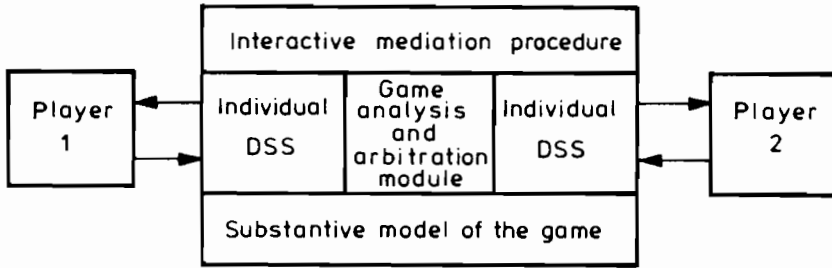 Interactive mediation procedure
Player
1
Individual
DSS
Game
analysis
and
arbitration
module
Individual
DSS
Player
2
Substantive model of the game